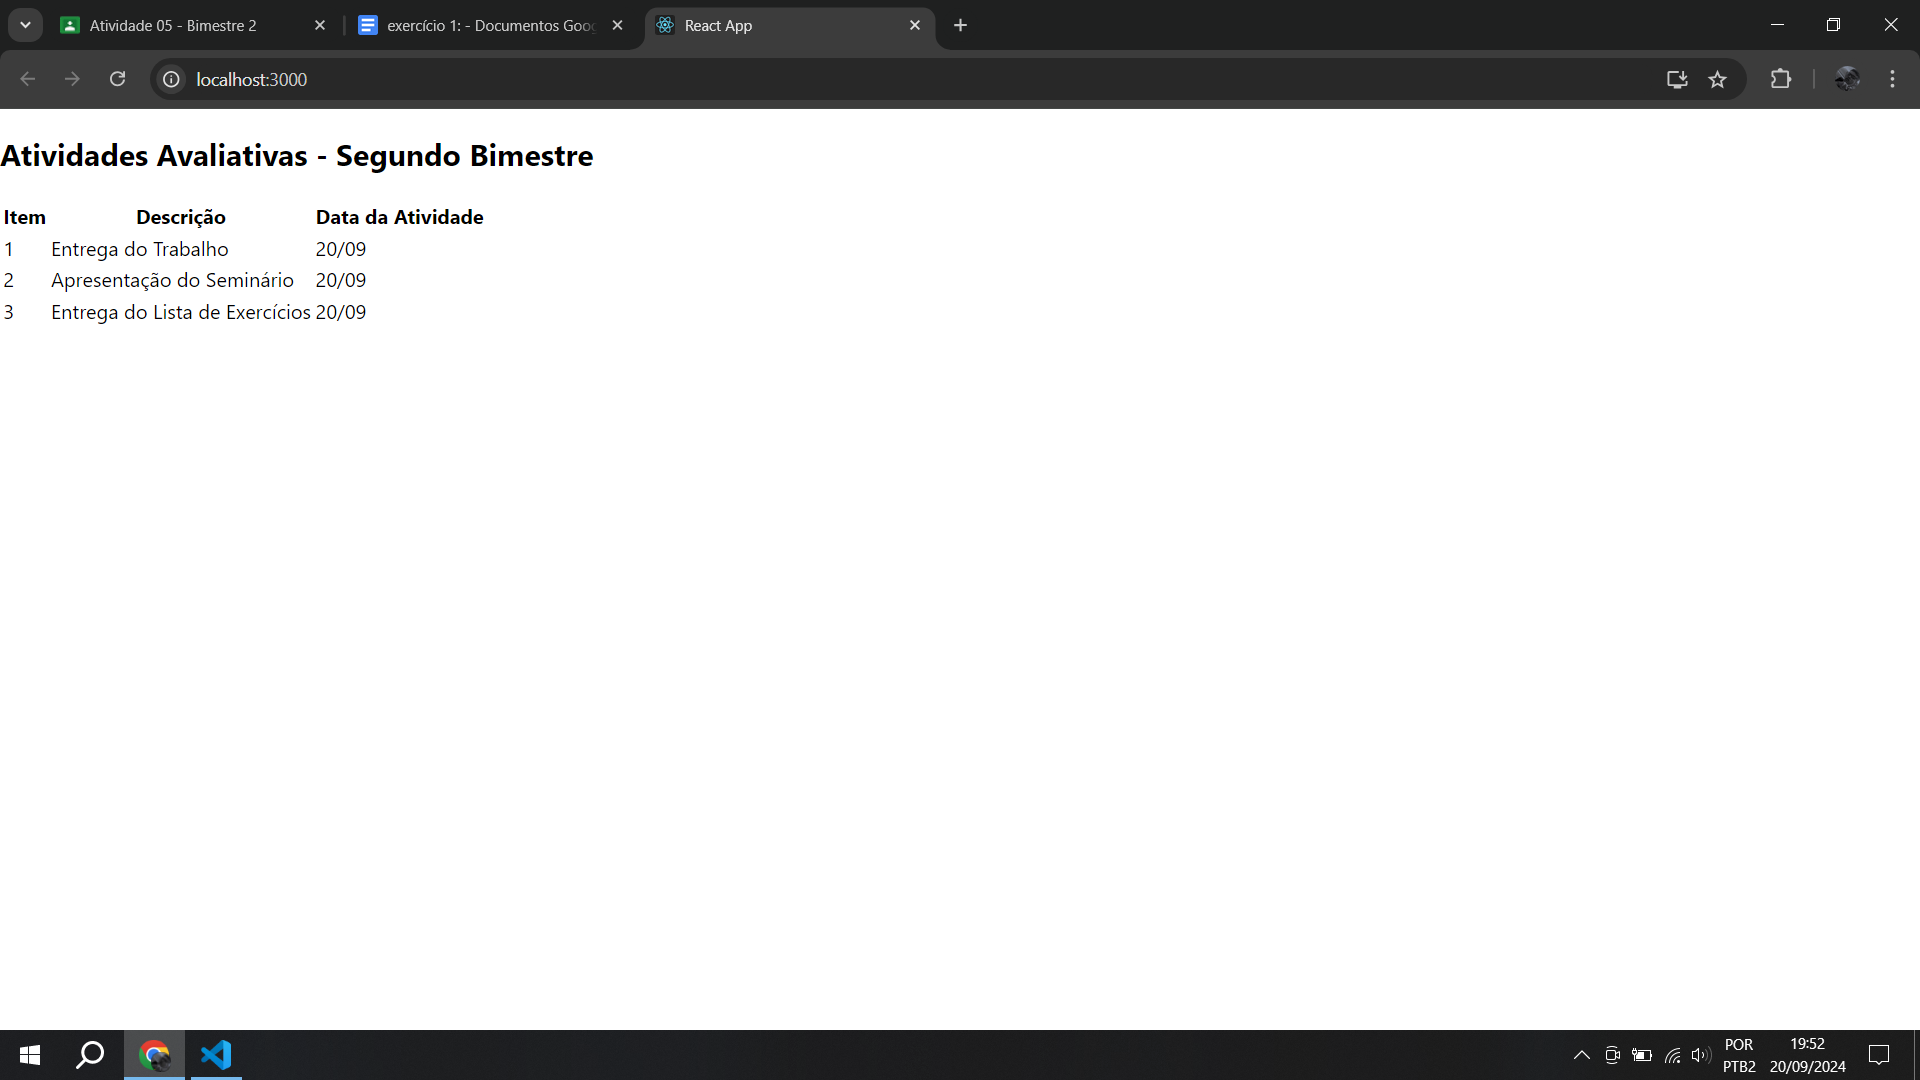 Atividade 05 - Bimestre 2
exercício 1: - Documentos Goo
React App
localhost:3000
Atividades Avaliativas - Segundo Bimestre
Item Descrição Data da Atividade
1 Entrega do Trabalho 20/09
2 Apresentação do Seminário 20/09
3 Entrega do Lista de Exercícios 20/09
POR 19:52
PTB2 20/09/2024